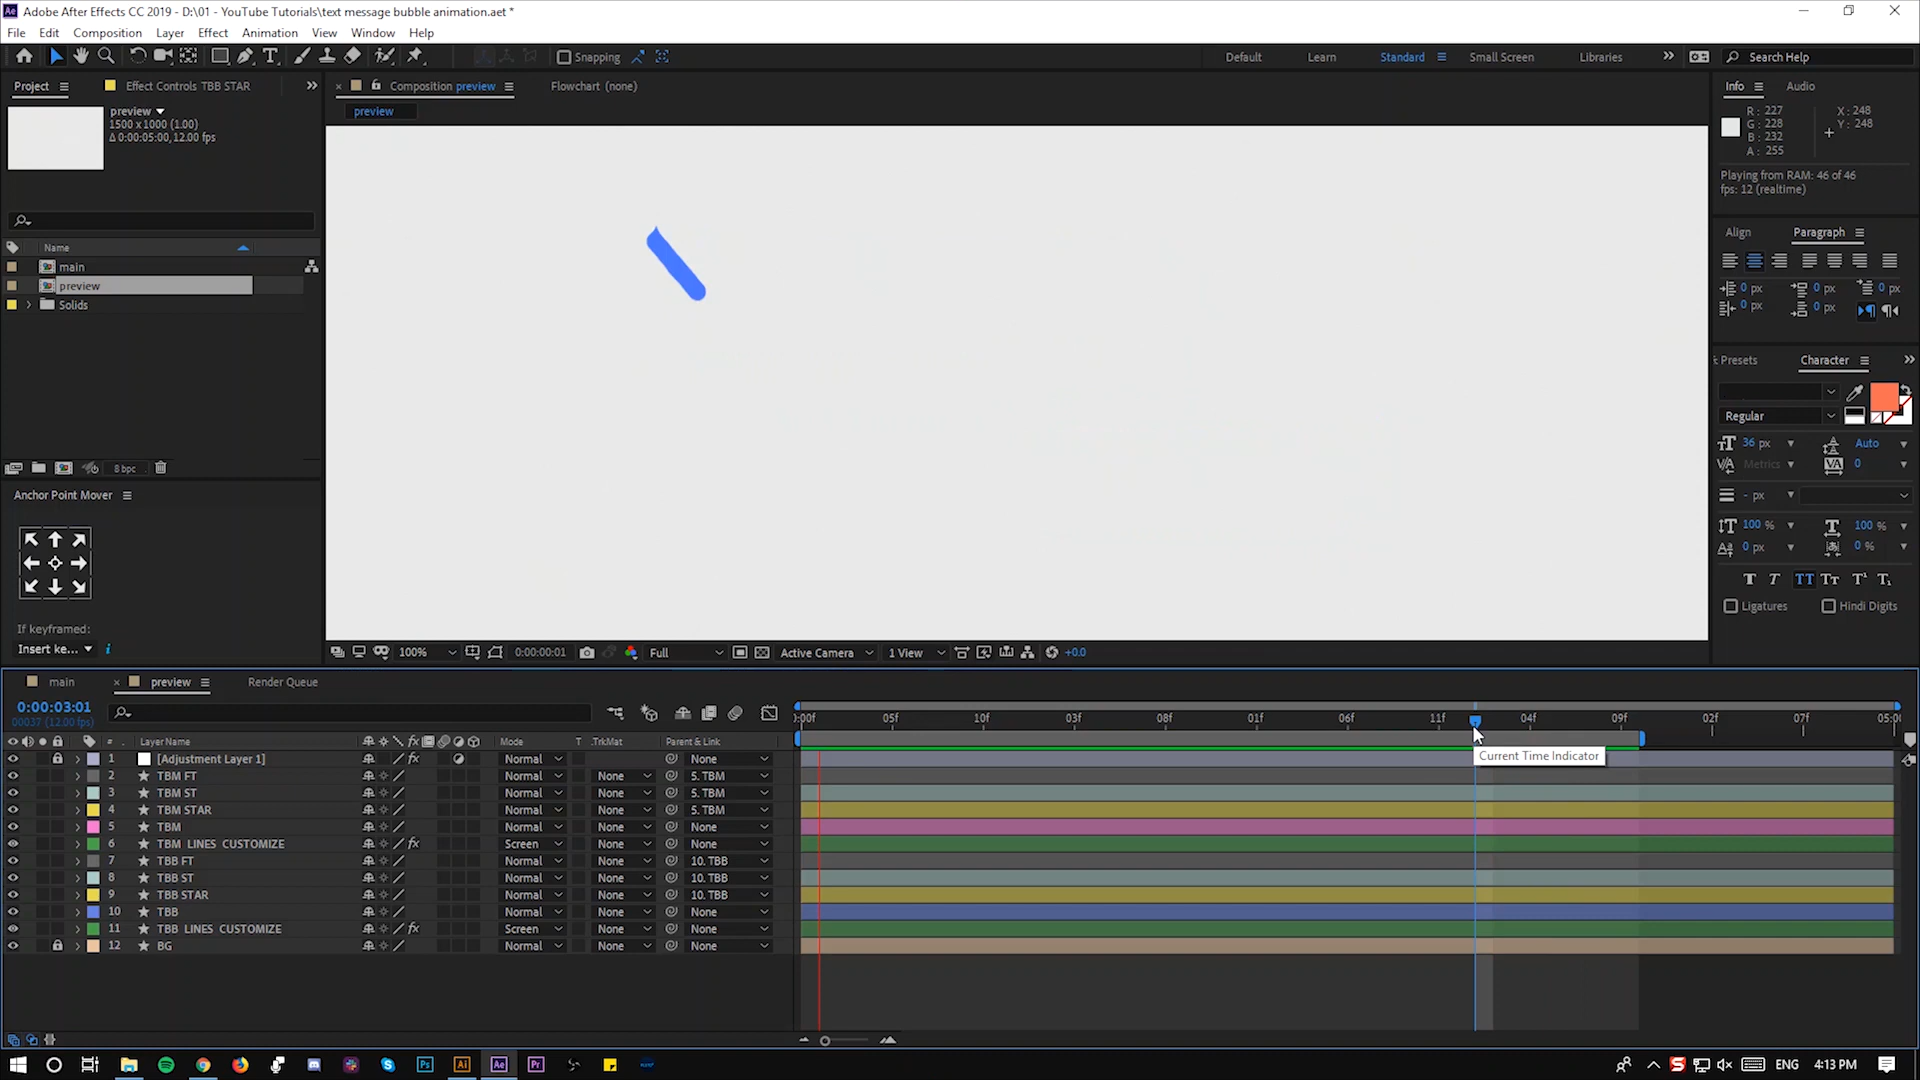 Adobe After Effects CC 2019 - D:\01 - YouTube Tutorials\text message bubble animation.aet *
File Edit Composition Layer Effect Animation View Window Help
Snapping Default Learn Standard Small Screen Libraries Search Help
Project Effect Controls TBB STAR Composition preview Flowchart (none) Info Audio
preview
1500 x 1000 (1.00)
Δ 0:00:05:00, 12.00 fps
preview
R: 227 X: 248
G: 228 Y: 248
B: 232
A: 255
Playing from RAM: 46 of 46
fps: 12 (realtime)
Align Paragraph
Name
main
preview
Solids
0 px 0 px 0 px
0 px 0 px
Presets Character
Regular
36 px Auto
Metrics 0
- px
100 % 100 %
0 px 0 %
T T TT Tт T¹ T₁
Ligatures Hindi Digits
8 bpc
Anchor Point Mover
If keyframed:
Insert ke...
100% 0:00:00:01 Full Active Camera 1 View +0.0
main preview Render Queue
0:00:03:01
00037 (12.00 fps)
):00f 05f 10f 03f 08f 01f 06f 11f 04f 09f 02f 07f 05:0
# Layer Name Mode T .TrkMat Parent & Link
Current Time Indicator
1 [Adjustment Layer 1] Normal None
2 TBM FT Normal None 5. TBM
3 TBM ST Normal None 5. TBM
4 TBM STAR Normal None 5. TBM
5 TBM Normal None None
6 TBM LINES CUSTOMIZE Screen None None
7 TBB FT Normal None 10. TBB
8 TBB ST Normal None 10. TBB
9 TBB STAR Normal None 10. TBB
10 TBB Normal None None
11 TBB LINES CUSTOMIZE Screen None None
12 BG Normal None None
ENG 4:13 PM